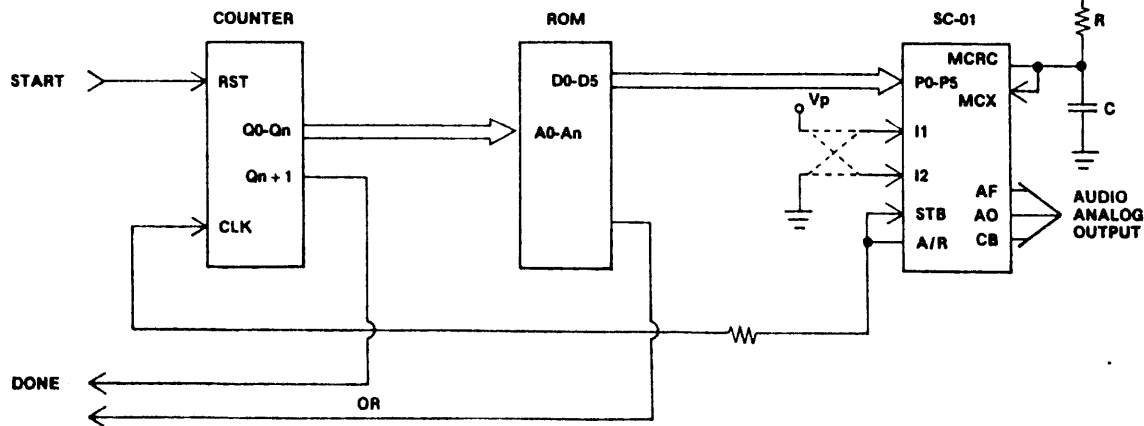 COUNTER
ROM
SC-01
R
START
RST
D0-D5
MCRC
P0-P5
MCX
Vp
C
Q0-Qn
A0-An
I1
Qn + 1
I2
AF
AUDIO
CLK
STB
AO
ANALOG
A/R
CB
OUTPUT
DONE
OR